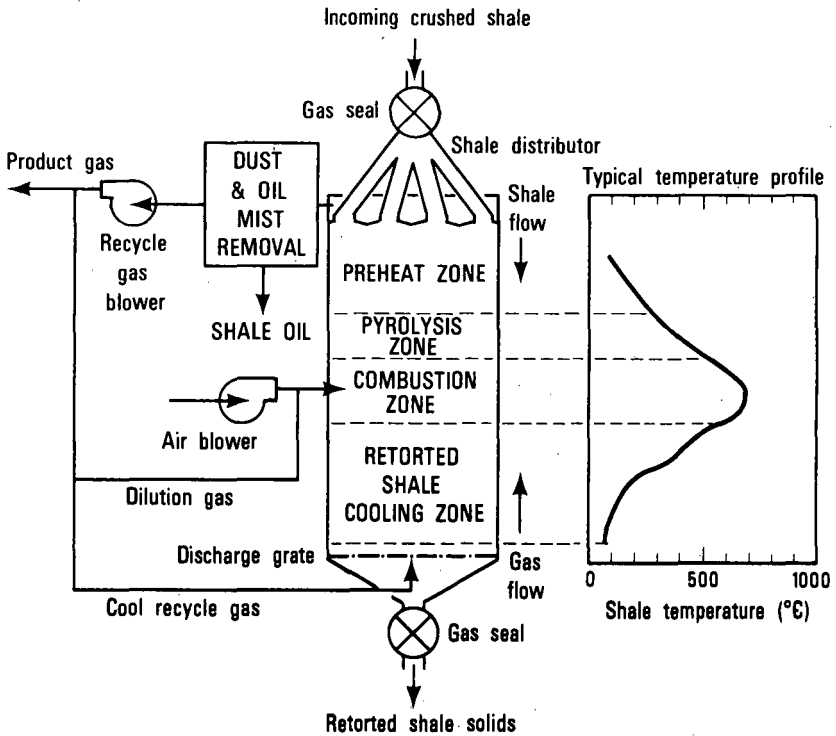 Incoming crushed shale
Gas seal
Shale distributor
Product gas
DUST
& OIL
MIST
REMOVAL
Recycle
gas
blower
SHALE OIL
Shale
flow
Typical temperature profile
PREHEAT ZONE
PYROLYSIS
ZONE
COMBUSTION
ZONE
Air blower
RETORTED
SHALE
COOLING ZONE
Dilution gas
Discharge grate
Gas
flow
Cool recycle gas
Gas seal
Retorted shale solids
0 500 1000
Shale temperature (°C)